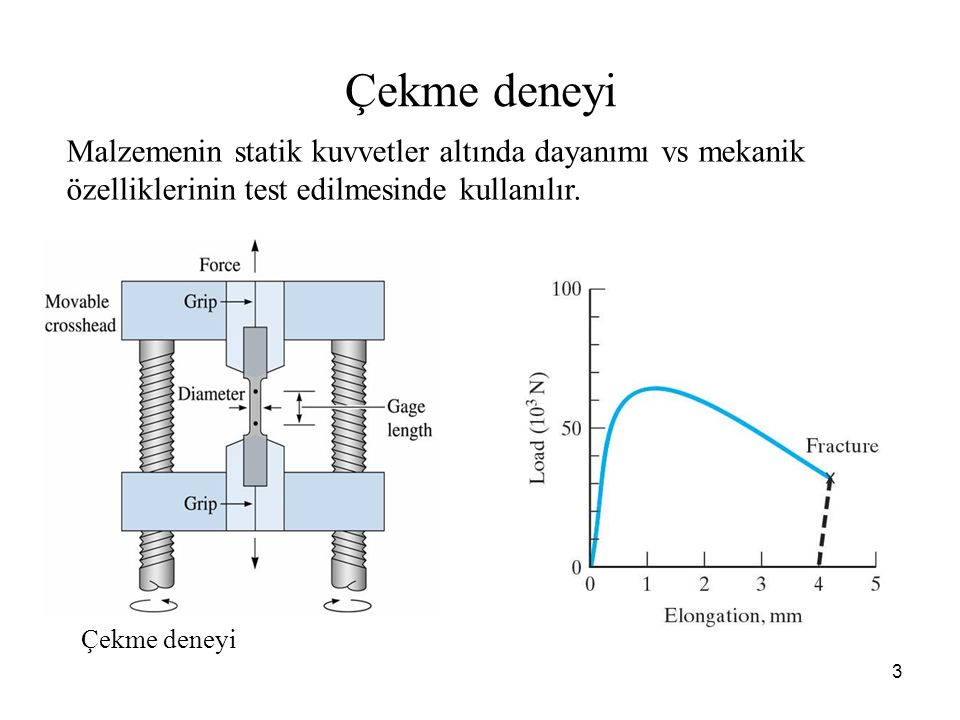 Çekme deneyi
Malzemenin statik kuvvetler altında dayanımı vs mekanik
özelliklerinin test edilmesinde kullanılır.
Force
Grip
Movable
crosshead
Diameter
Gage
length
Grip
Çekme deneyi
100
50
0
Load (10³ N)
Fracture
0 1 2 3 4 5
Elongation, mm
3